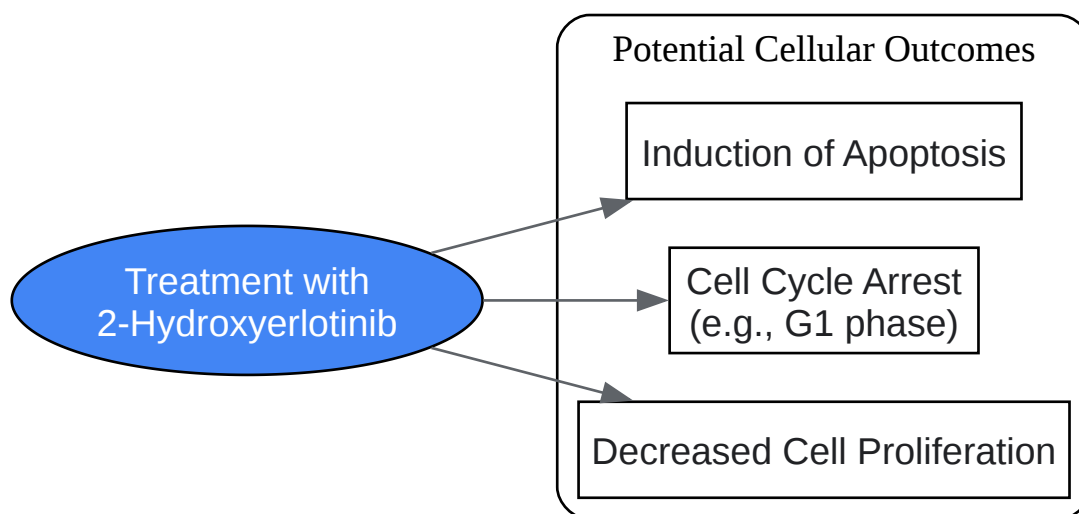 Potential Cellular Outcomes
Induction of Apoptosis
Treatment with
2-Hydroxyerlotinib
Cell Cycle Arrest
(e.g., G1 phase)
Decreased Cell Proliferation